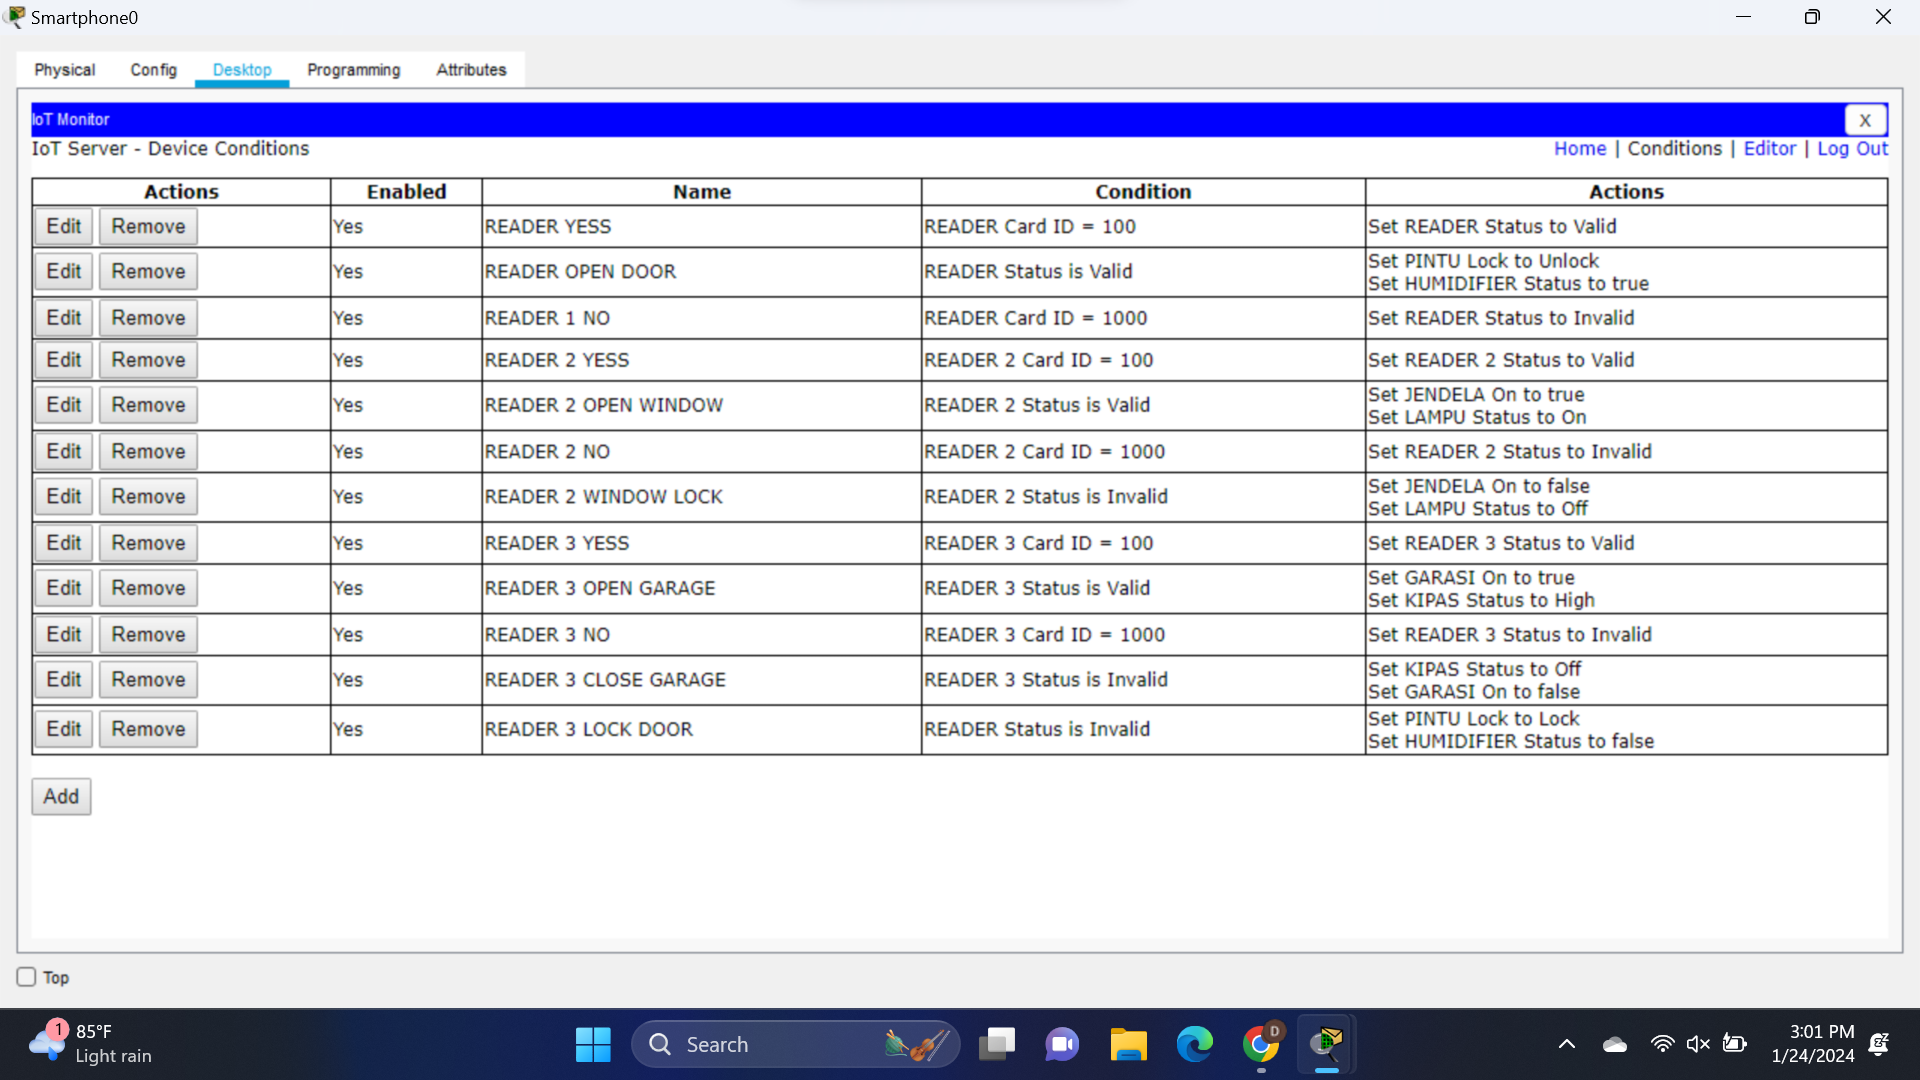 Smartphone0
Physical Config Desktop Programming Attributes
IoT Monitor X
IoT Server - Device Conditions Home | Conditions | Editor | Log Out
Actions Enabled Name Condition Actions
Edit Remove Yes READER YESS READER Card ID = 100 Set READER Status to Valid
Edit Remove Yes READER OPEN DOOR READER Status is Valid Set PINTU Lock to Unlock
Set HUMIDIFIER Status to true
Edit Remove Yes READER 1 NO READER Card ID = 1000 Set READER Status to Invalid
Edit Remove Yes READER 2 YESS READER 2 Card ID = 100 Set READER 2 Status to Valid
Edit Remove Yes READER 2 OPEN WINDOW READER 2 Status is Valid Set JENDELA On to true
Set LAMPU Status to On
Edit Remove Yes READER 2 NO READER 2 Card ID = 1000 Set READER 2 Status to Invalid
Edit Remove Yes READER 2 WINDOW LOCK READER 2 Status is Invalid Set JENDELA On to false
Set LAMPU Status to Off
Edit Remove Yes READER 3 YESS READER 3 Card ID = 100 Set READER 3 Status to Valid
Edit Remove Yes READER 3 OPEN GARAGE READER 3 Status is Valid Set GARASI On to true
Set KIPAS Status to High
Edit Remove Yes READER 3 NO READER 3 Card ID = 1000 Set READER 3 Status to Invalid
Edit Remove Yes READER 3 CLOSE GARAGE READER 3 Status is Invalid Set KIPAS Status to Off
Set GARASI On to false
Edit Remove Yes READER 3 LOCK DOOR READER Status is Invalid Set PINTU Lock to Lock
Set HUMIDIFIER Status to false
Add
Top
1 85°F
Light rain
Search
D
3:01 PM
1/24/2024